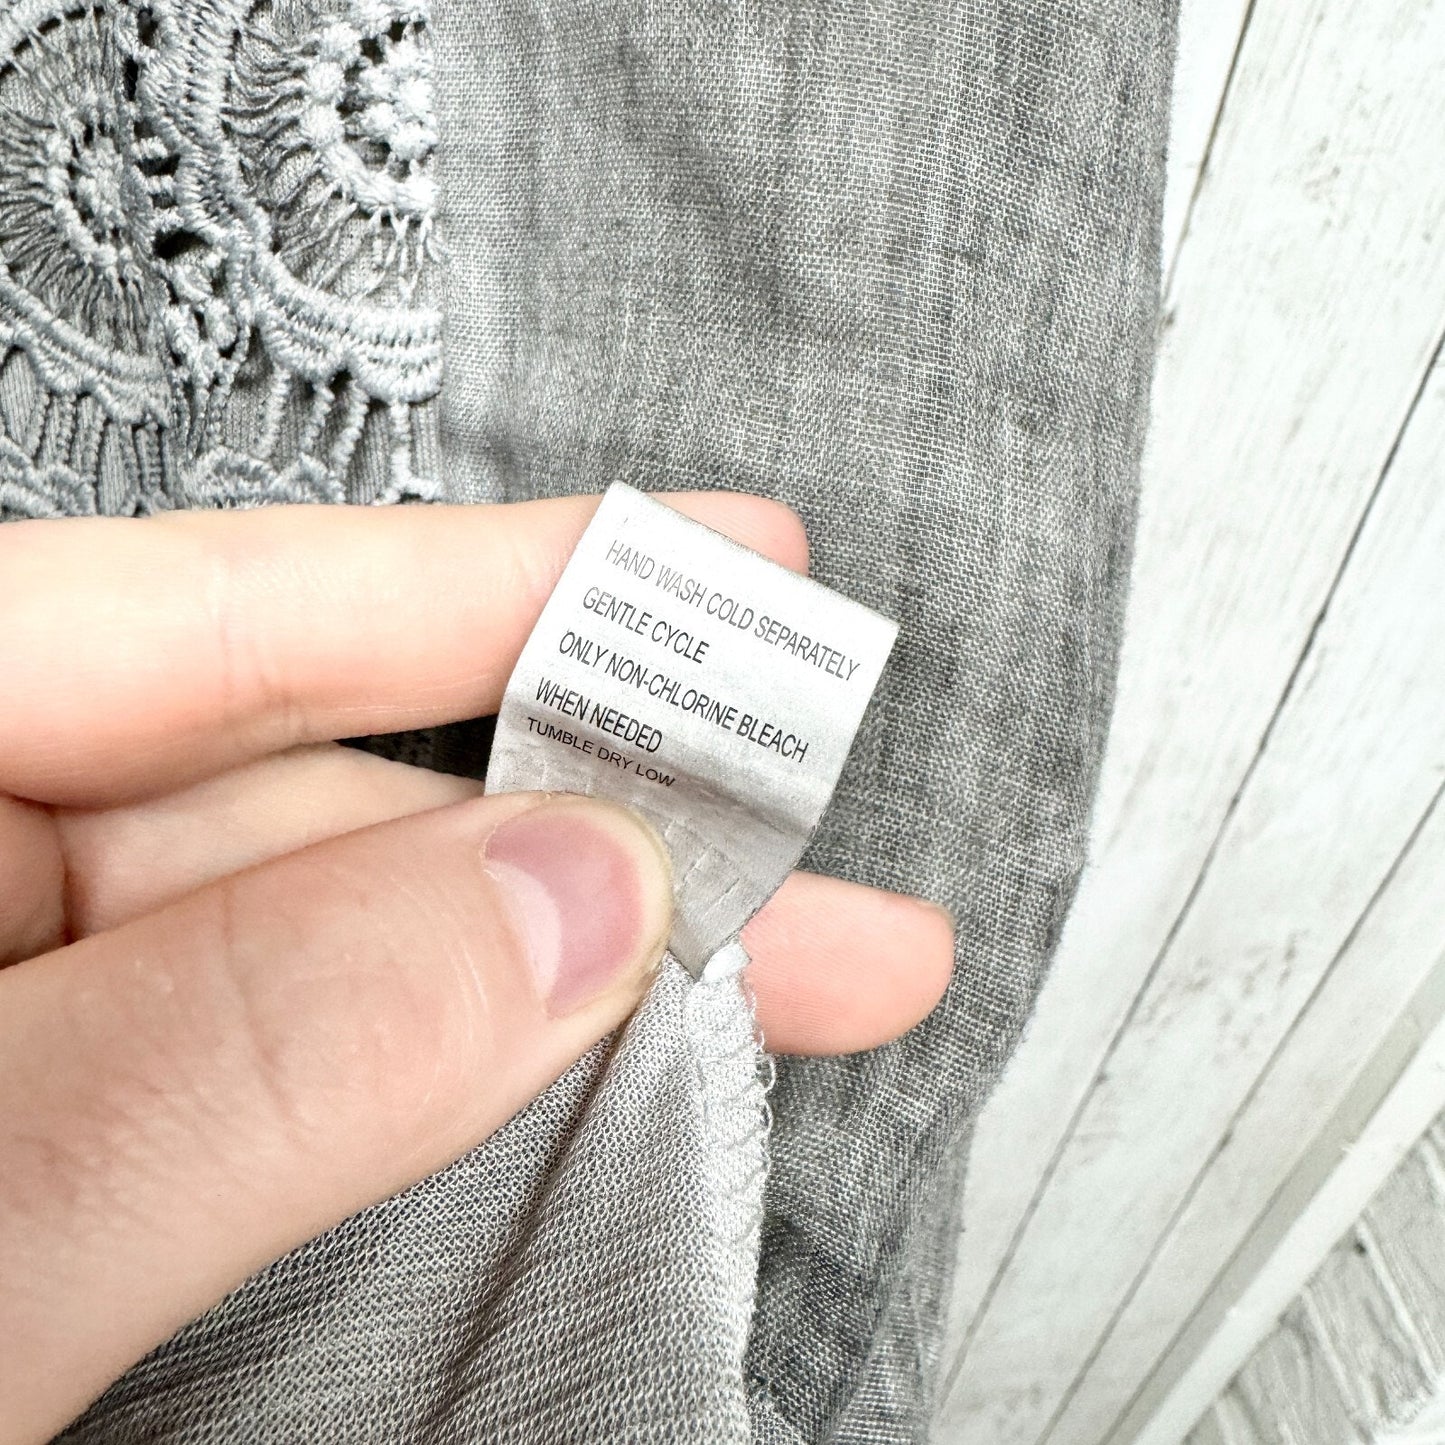 HAND WASH COLD SEPARATELY
GENTLE CYCLE
ONLY NON-CHLORINE BLEACH
WHEN NEEDED
TUMBLE DRY LOW